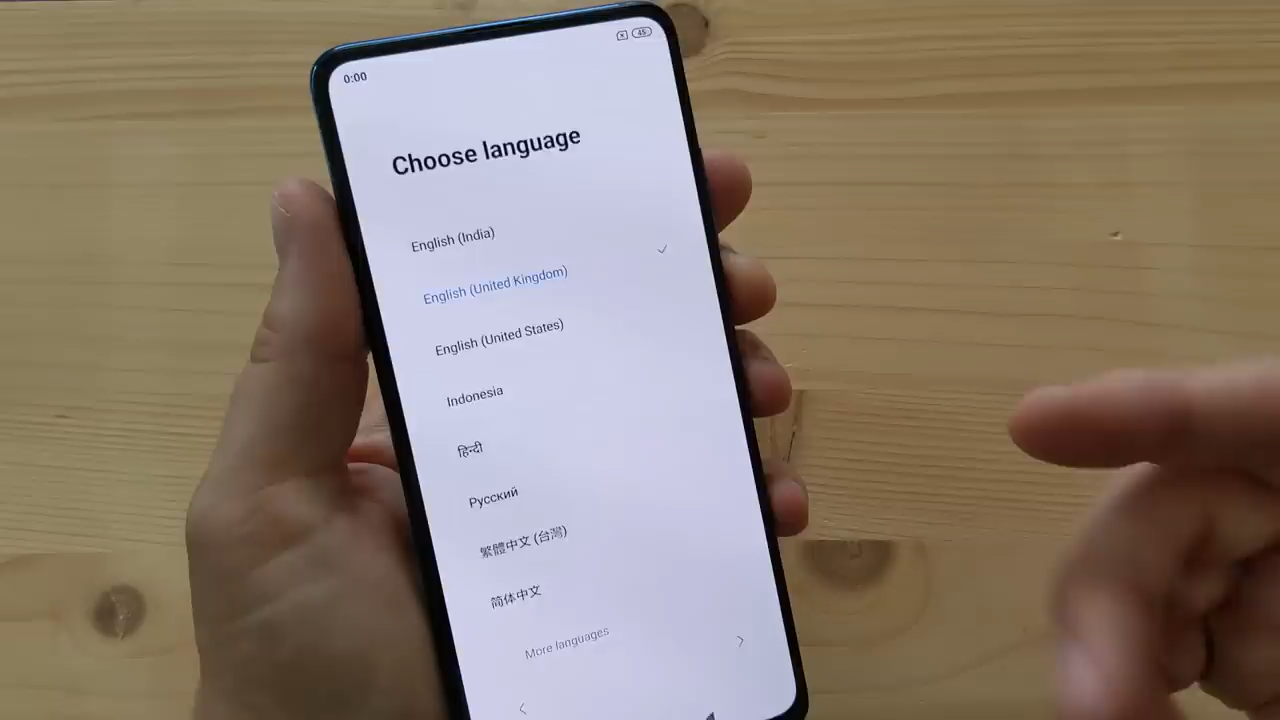 0:00
45
Choose language
English (India)
English (United Kingdom)
English (United States)
Indonesia
हिन्दी
Русский
繁體中文 (台灣)
简体中文
More languages